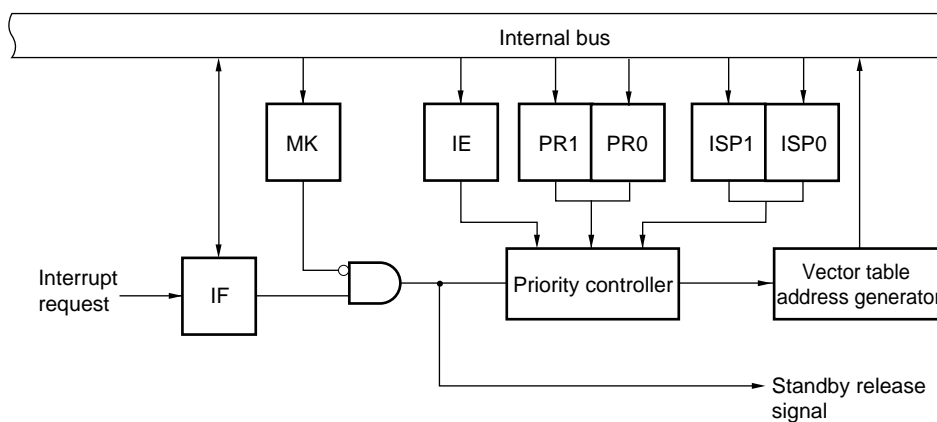 Internal bus
MK
IE
PR1
PR0
ISP1
ISP0
Interrupt
request
IF
Priority controller
Vector table
address generator
Standby release
signal